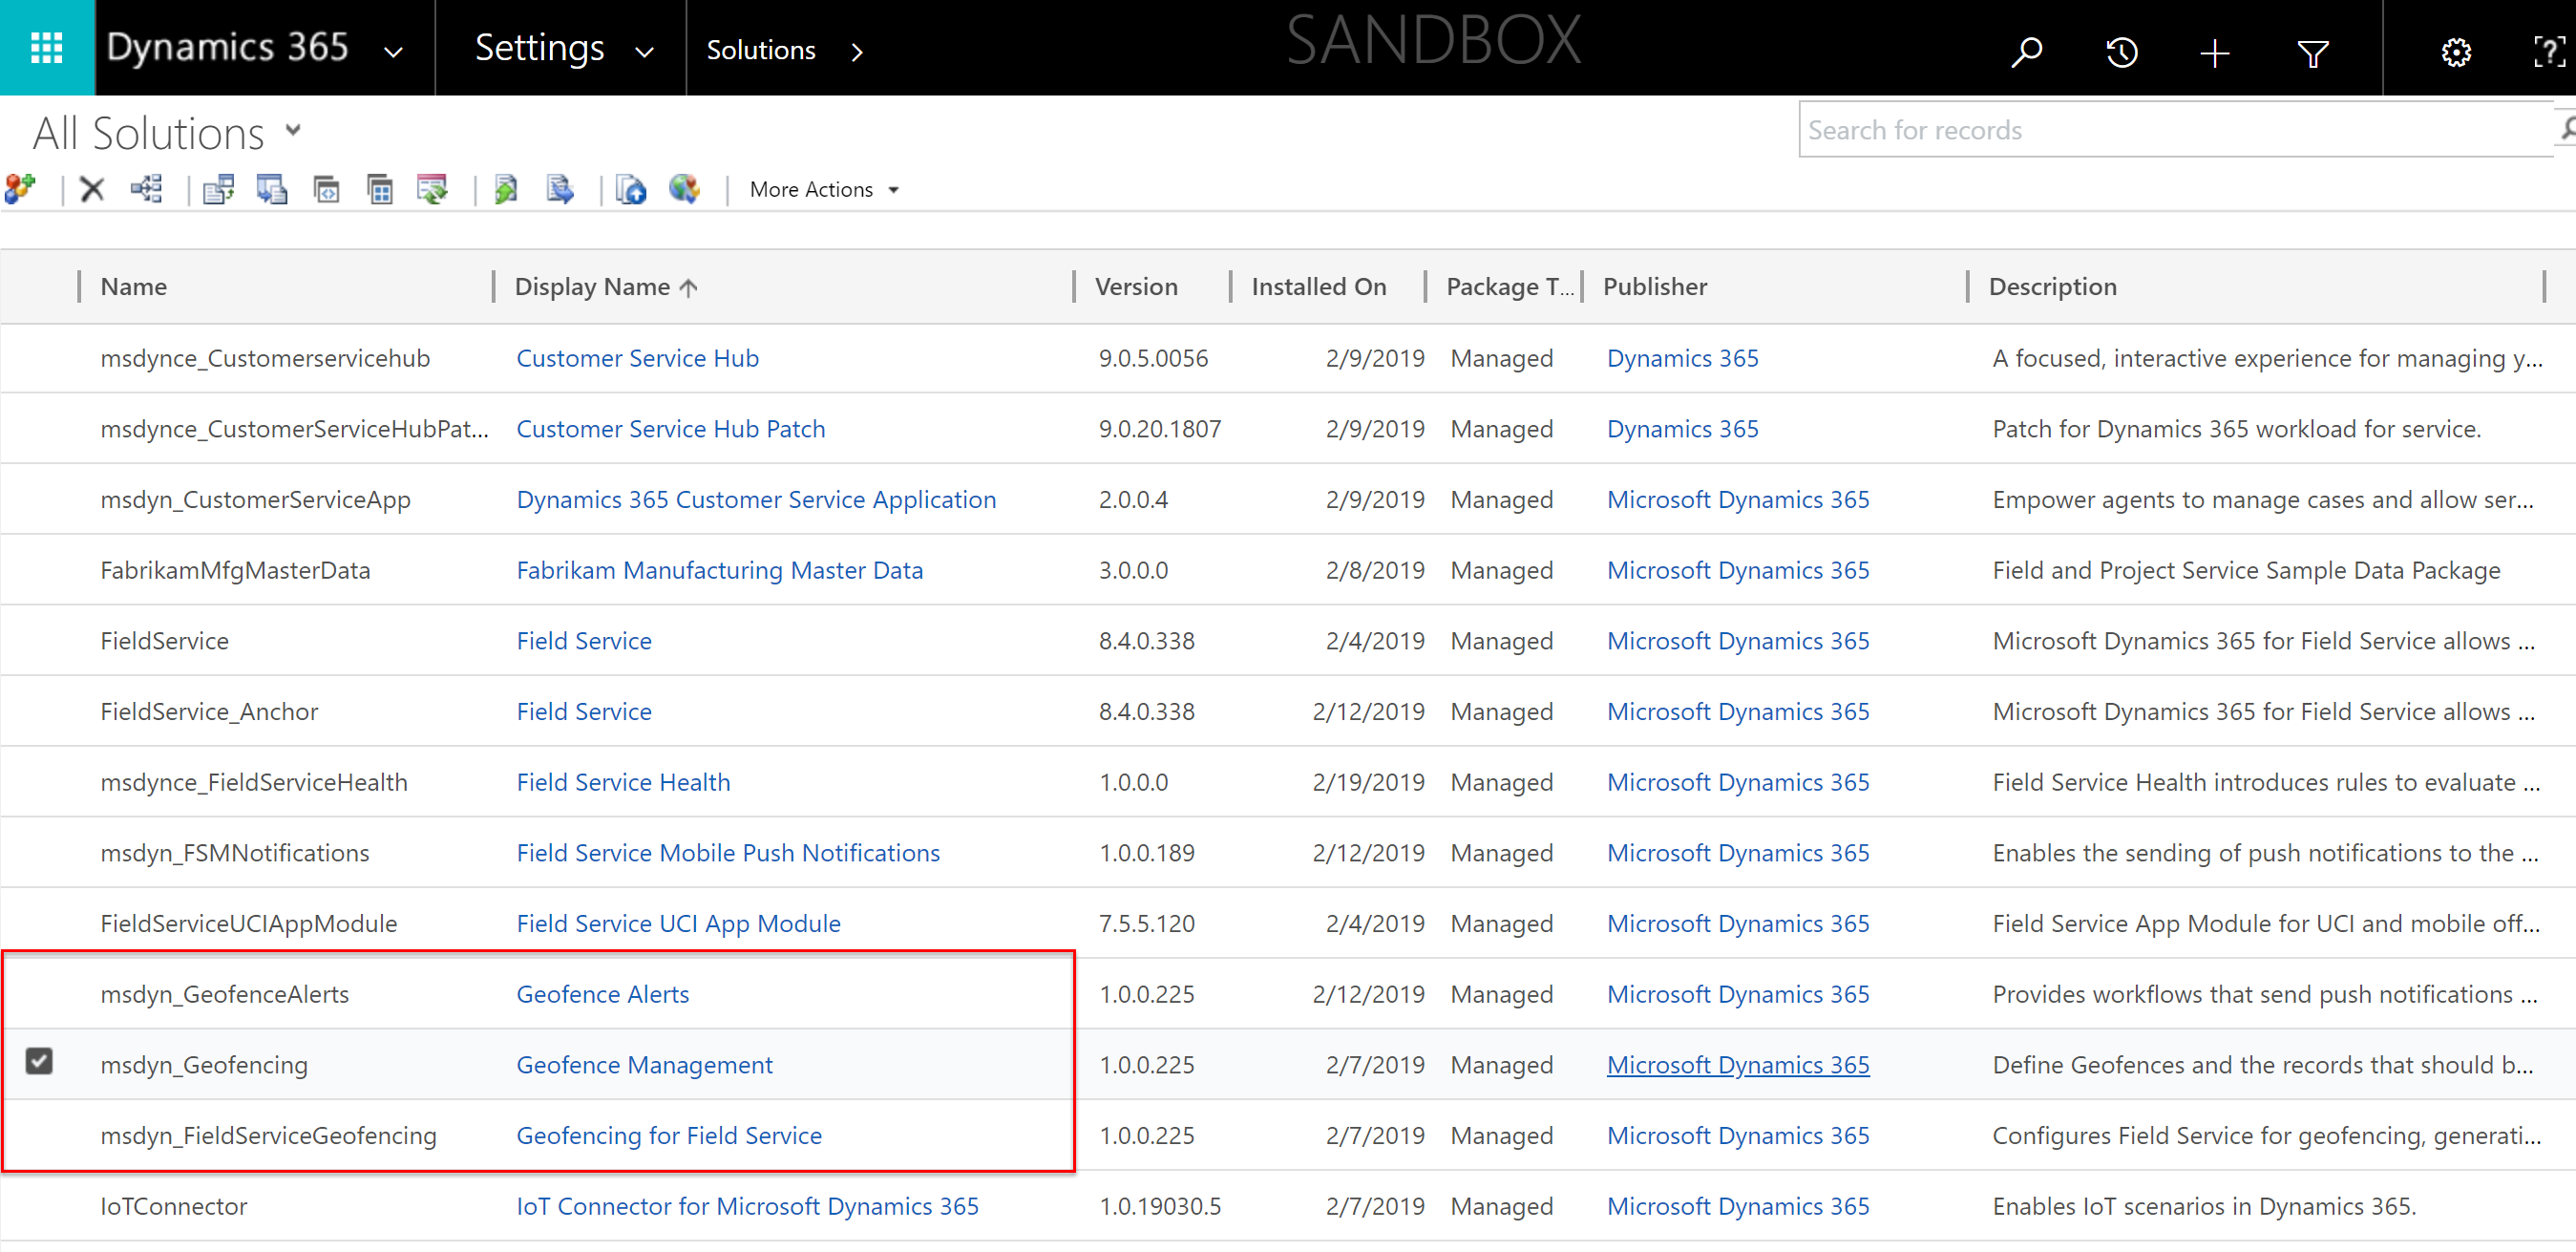 Dynamics 365 Settings Solutions SANDBOX
All Solutions Search for records
More Actions
Name Display Name Version Installed On Package T... Publisher Description
msdynce_Customerservicehub Customer Service Hub 9.0.5.0056 2/9/2019 Managed Dynamics 365 A focused, interactive experience for managing y...
msdynce_CustomerServiceHubPat... Customer Service Hub Patch 9.0.20.1807 2/9/2019 Managed Dynamics 365 Patch for Dynamics 365 workload for service.
msdyn_CustomerServiceApp Dynamics 365 Customer Service Application 2.0.0.4 2/9/2019 Managed Microsoft Dynamics 365 Empower agents to manage cases and allow ser...
FabrikamMfgMasterData Fabrikam Manufacturing Master Data 3.0.0.0 2/8/2019 Managed Microsoft Dynamics 365 Field and Project Service Sample Data Package
FieldService Field Service 8.4.0.338 2/4/2019 Managed Microsoft Dynamics 365 Microsoft Dynamics 365 for Field Service allows ...
FieldService_Anchor Field Service 8.4.0.338 2/12/2019 Managed Microsoft Dynamics 365 Microsoft Dynamics 365 for Field Service allows ...
msdynce_FieldServiceHealth Field Service Health 1.0.0.0 2/19/2019 Managed Microsoft Dynamics 365 Field Service Health introduces rules to evaluate ...
msdyn_FSMNotifications Field Service Mobile Push Notifications 1.0.0.189 2/12/2019 Managed Microsoft Dynamics 365 Enables the sending of push notifications to the ...
FieldServiceUCIAppModule Field Service UCI App Module 7.5.5.120 2/4/2019 Managed Microsoft Dynamics 365 Field Service App Module for UCI and mobile off...
msdyn_GeofenceAlerts Geofence Alerts 1.0.0.225 2/12/2019 Managed Microsoft Dynamics 365 Provides workflows that send push notifications ...
msdyn_Geofencing Geofence Management 1.0.0.225 2/7/2019 Managed Microsoft Dynamics 365 Define Geofences and the records that should b...
msdyn_FieldServiceGeofencing Geofencing for Field Service 1.0.0.225 2/7/2019 Managed Microsoft Dynamics 365 Configures Field Service for geofencing, generati...
IoTConnector IoT Connector for Microsoft Dynamics 365 1.0.19030.5 2/7/2019 Managed Microsoft Dynamics 365 Enables IoT scenarios in Dynamics 365.